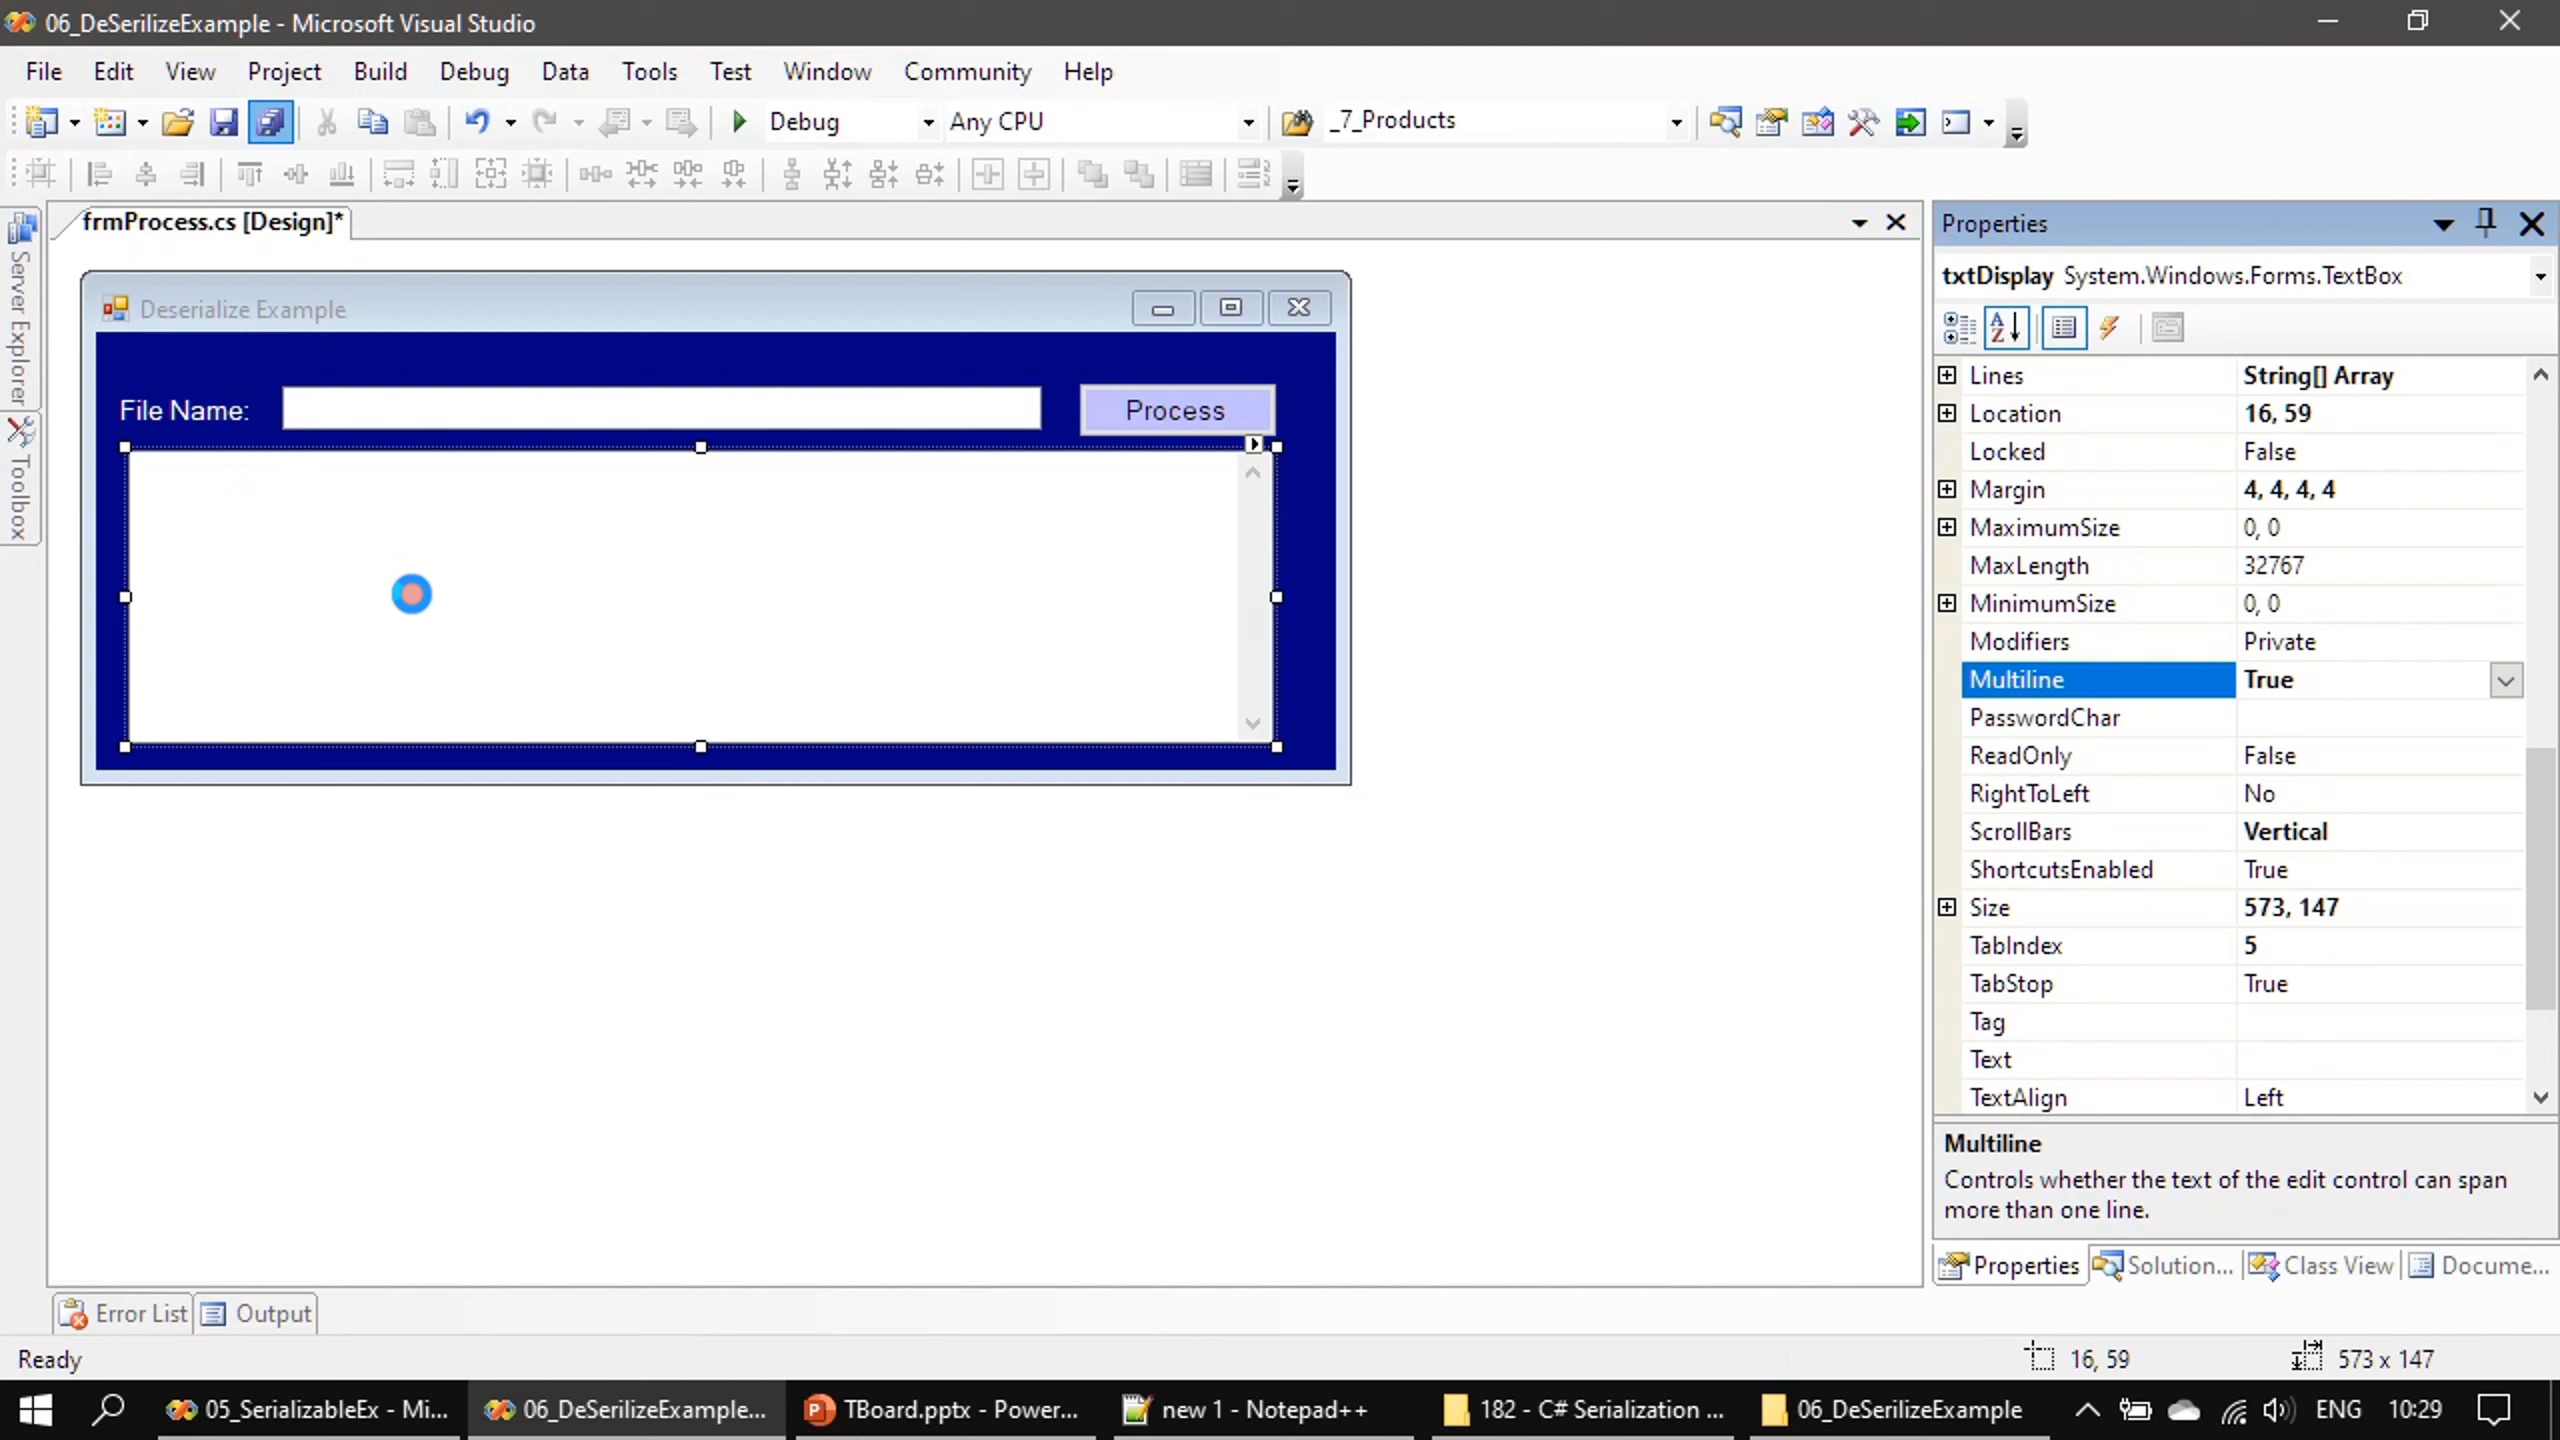 06_DeSerilizeExample - Microsoft Visual Studio
File Edit View Project Build Debug Data Tools Test Window Community Help
Debug Any CPU _7_Products
frmProcess.cs [Design]*
Server Explorer
Toolbox
Deserialize Example
File Name: Process
Properties
txtDisplay System.Windows.Forms.TextBox
Lines String[] Array
Location 16, 59
Locked False
Margin 4, 4, 4, 4
MaximumSize 0, 0
MaxLength 32767
MinimumSize 0, 0
Modifiers Private
Multiline True
PasswordChar
ReadOnly False
RightToLeft No
ScrollBars Vertical
ShortcutsEnabled True
Size 573, 147
TabIndex 5
TabStop True
Tag
Text
TextAlign Left
Multiline
Controls whether the text of the edit control can span
more than one line.
Properties Solution... Class View Docume...
Error List Output
Ready 16, 59 573 x 147
05_SerializableEx - Mi... 06_DeSerilizeExample... TBoard.pptx - Power... new 1 - Notepad++ 182 - C# Serialization ... 06_DeSerilizeExample ENG 10:29